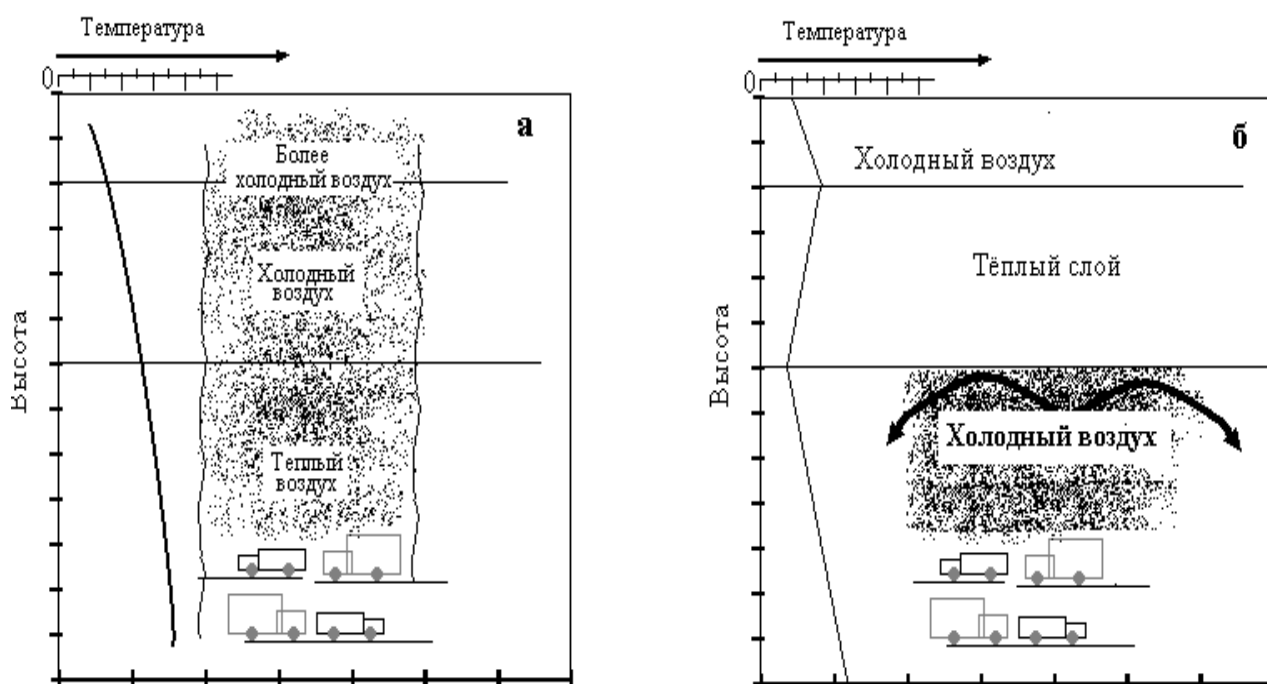 Температура
0
а
Более
холодный воздух
Холодный
воздух
Теплый
воздух
Высота
Температура
0
б
Холодный воздух
Тёплый слой
Холодный воздух
Высота